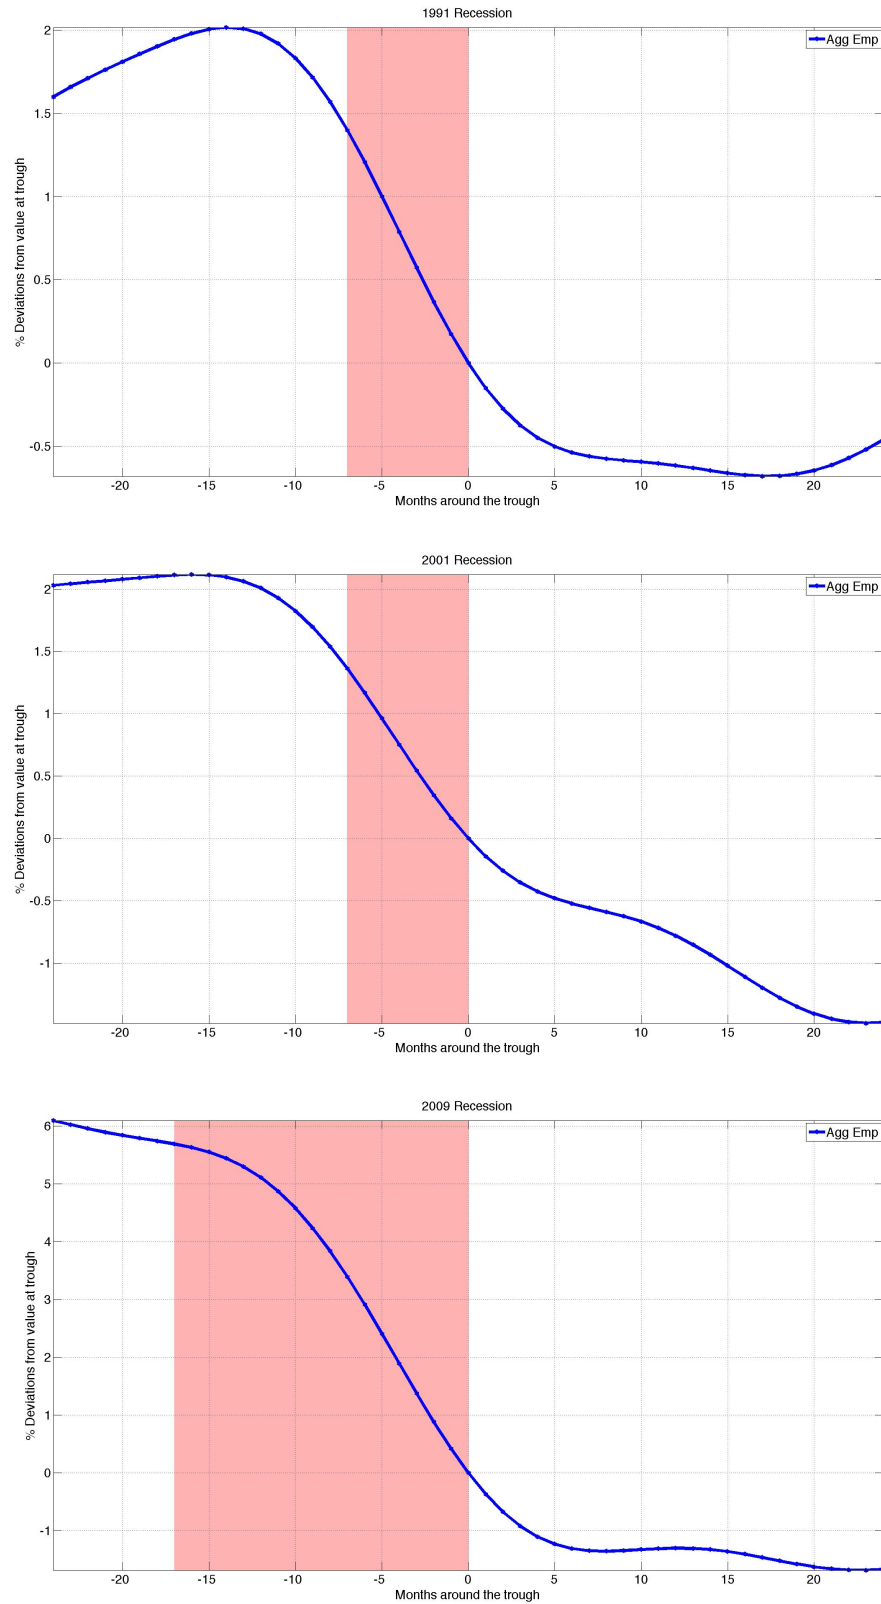 1991 Recession
Agg Emp
% Deviations from value at trough
2
1.5
1
0.5
0
-0.5
-20 -15 -10 -5 0 5 10 15 20
Months around the trough
2001 Recession
Agg Emp
% Deviations from value at trough
2
1.5
1
0.5
0
-0.5
-1
-20 -15 -10 -5 0 5 10 15 20
Months around the trough
2009 Recession
Agg Emp
% Deviations from value at trough
6
5
4
3
2
1
0
-1
-20 -15 -10 -5 0 5 10 15 20
Months around the trough